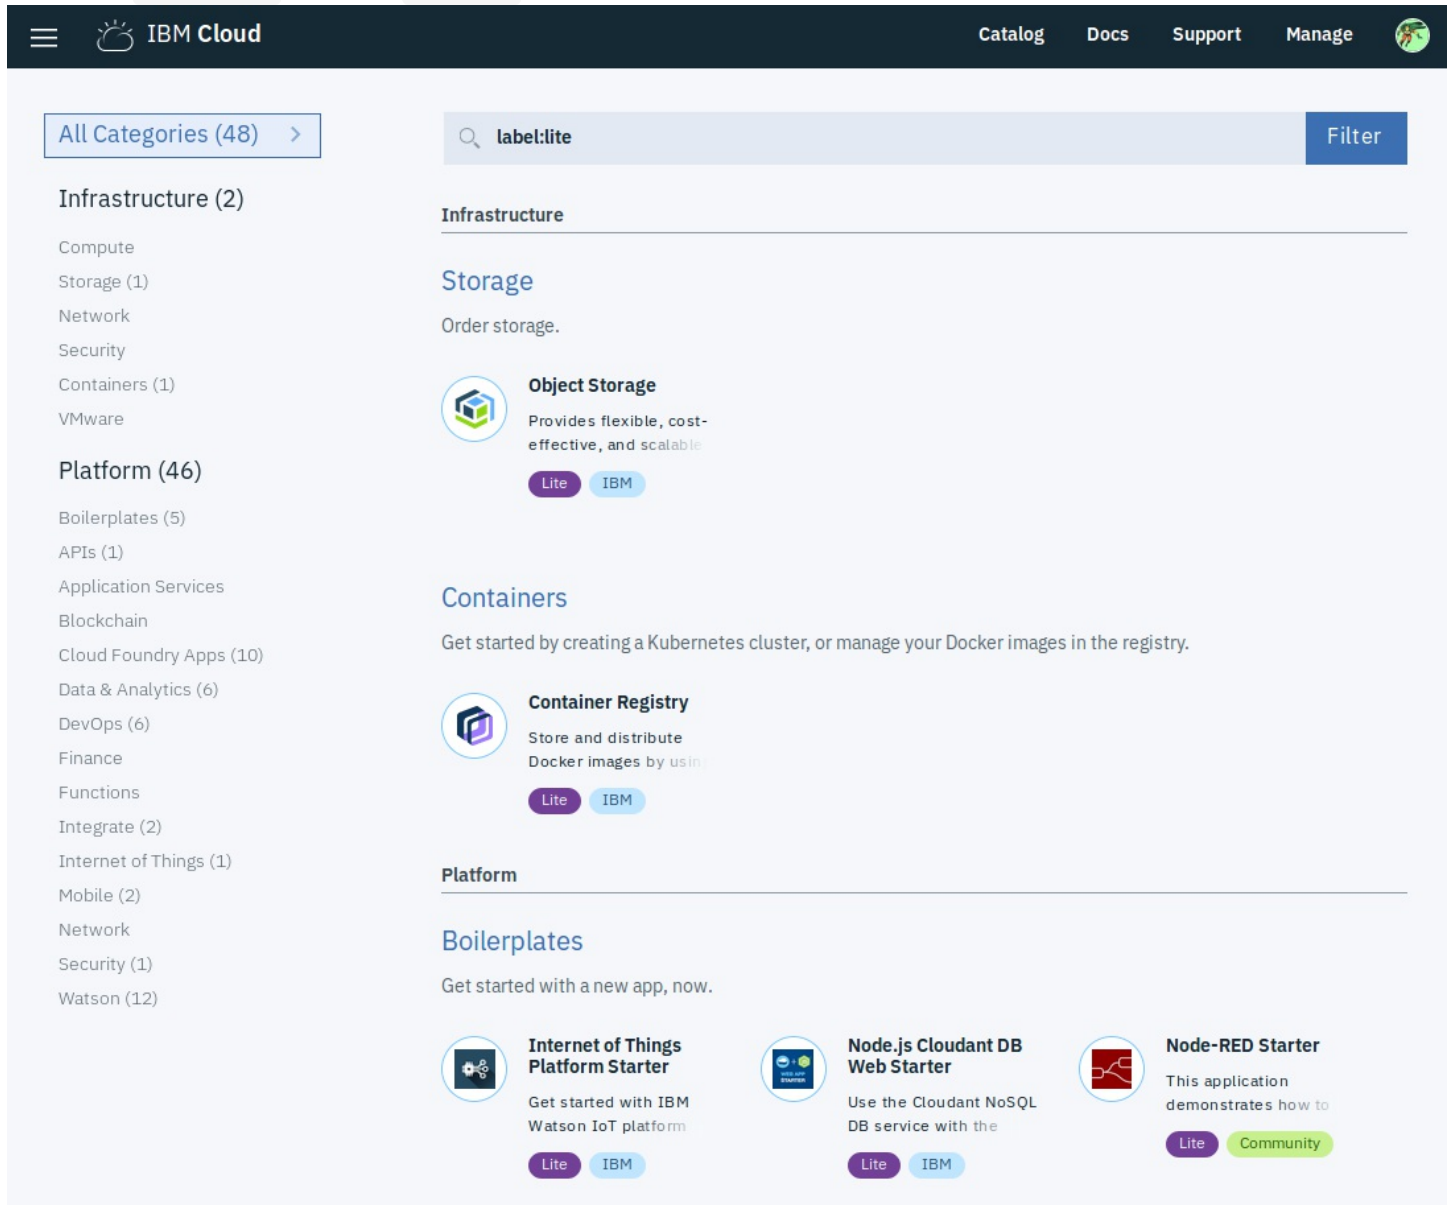 IBM Cloud
Catalog Docs Support Manage
All Categories (48) >
Infrastructure (2)
Compute
Storage (1)
Network
Security
Containers (1)
VMware
Platform (46)
Boilerplates (5)
APIs (1)
Application Services
Blockchain
Cloud Foundry Apps (10)
Data & Analytics (6)
DevOps (6)
Finance
Functions
Integrate (2)
Internet of Things (1)
Mobile (2)
Network
Security (1)
Watson (12)
label:lite
Filter
Infrastructure
Storage
Order storage.
Object Storage
Provides flexible, cost-
effective, and scalable
Lite IBM
Containers
Get started by creating a Kubernetes cluster, or manage your Docker images in the registry.
Container Registry
Store and distribute
Docker images by using
Lite IBM
Platform
Boilerplates
Get started with a new app, now.
Internet of Things
Platform Starter
Get started with IBM
Watson IoT platform
Lite IBM
Node.js Cloudant DB
Web Starter
WEB APP
STARTER
Use the Cloudant NoSQL
DB service with the
Lite IBM
Node-RED Starter
This application
demonstrates how to
Lite Community